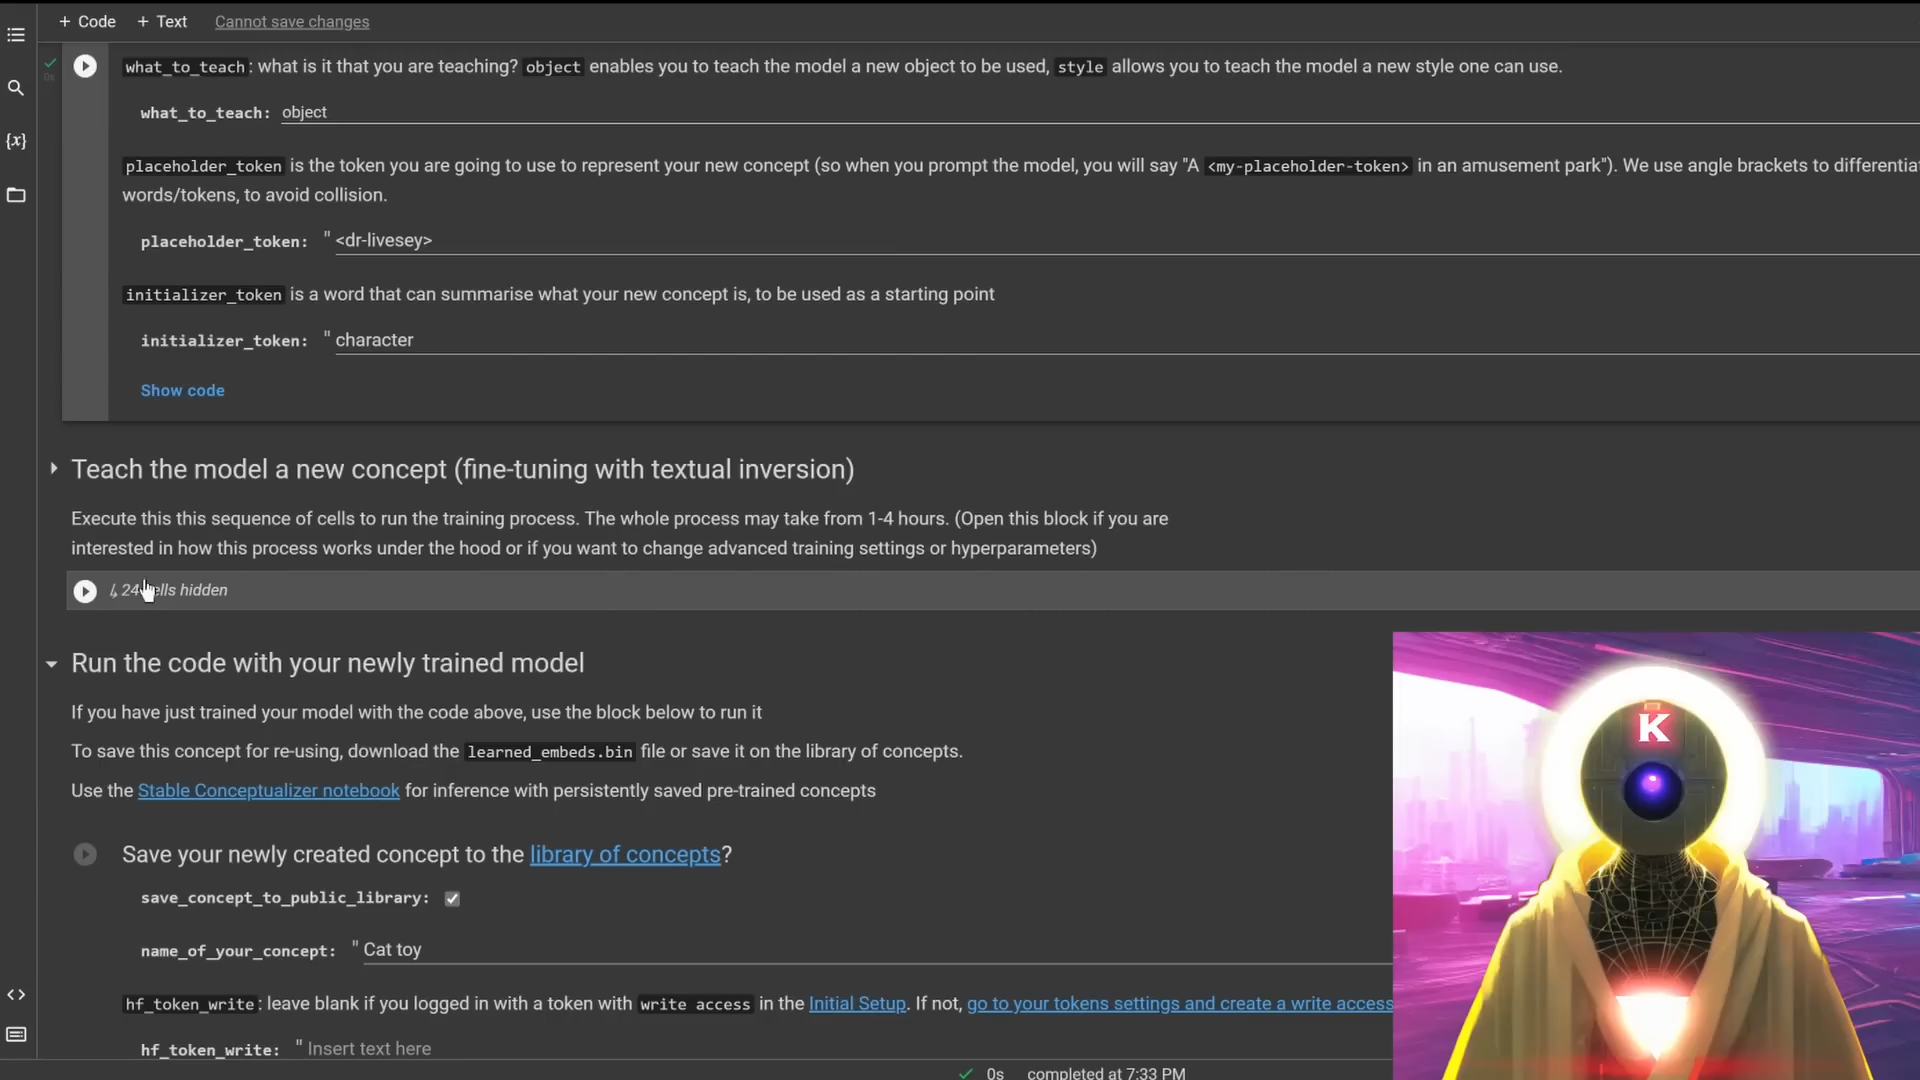 + Code + Text Cannot save changes
0s
what_to_teach: what is it that you are teaching? object enables you to teach the model a new object to be used, style allows you to teach the model a new style one can use.
what_to_teach: object
placeholder_token is the token you are going to use to represent your new concept (so when you prompt the model, you will say "A <my-placeholder-token> in an amusement park"). We use angle brackets to differentia
words/tokens, to avoid collision.
placeholder_token: " <dr-livesey>
initializer_token is a word that can summarise what your new concept is, to be used as a starting point
initializer_token: " character
Show code
Teach the model a new concept (fine-tuning with textual inversion)
Execute this this sequence of cells to run the training process. The whole process may take from 1-4 hours. (Open this block if you are
interested in how this process works under the hood or if you want to change advanced training settings or hyperparameters)
24 cells hidden
Run the code with your newly trained model
If you have just trained your model with the code above, use the block below to run it
To save this concept for re-using, download the learned_embeds.bin file or save it on the library of concepts.
Use the Stable Conceptualizer notebook for inference with persistently saved pre-trained concepts
Save your newly created concept to the library of concepts?
save_concept_to_public_library:
name_of_your_concept: " Cat toy
hf_token_write: leave blank if you logged in with a token with write access in the Initial Setup. If not, go to your tokens settings and create a write access
hf_token_write: " Insert text here
0s completed at 7:33 PM
K